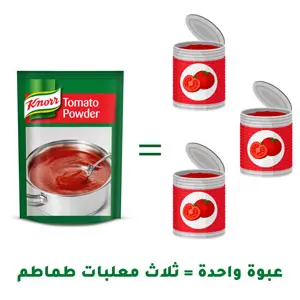 Knorr
Tomato
Powder
=
عبوة واحدة = ثلاث معلبات طماطم